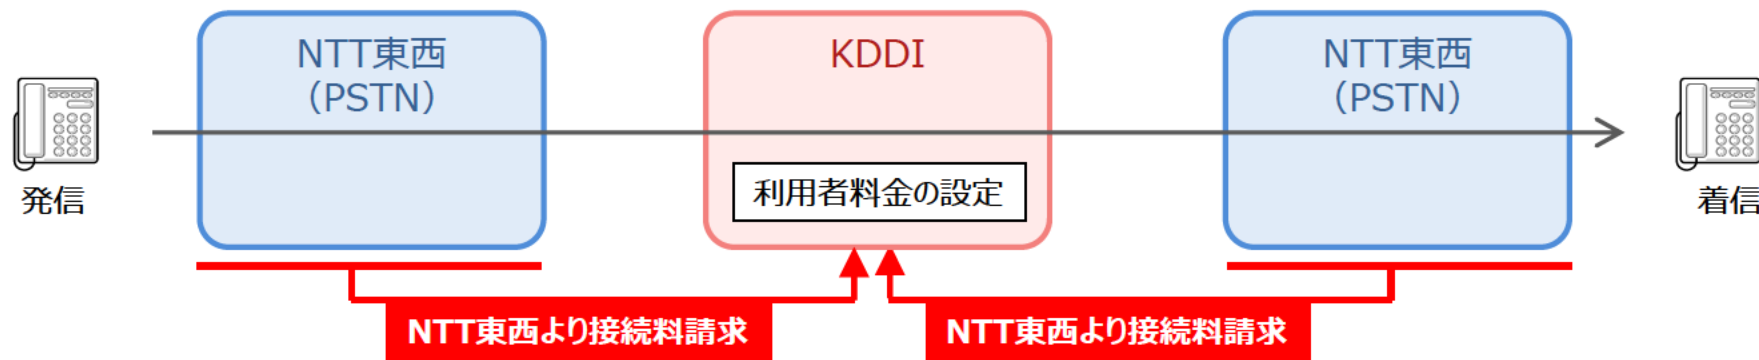 NTT東西
（PSTN）
KDDI
NTT東西
（PSTN）
発信
利用者料金の設定
着信
NTT東西より接続料請求
NTT東西より接続料請求